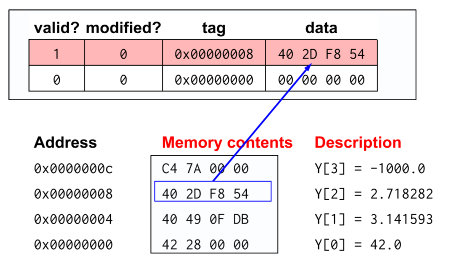 valid? modified? tag data
1 0 0x00000008 40 2D F8 54
0 0 0x00000000 00 00 00 00
Address Memory contents Description
0x0000000c C4 7A 00 00 Y[3] = -1000.0
0x00000008 40 2D F8 54 Y[2] = 2.718282
0x00000004 40 49 0F DB Y[1] = 3.141593
0x00000000 42 28 00 00 Y[0] = 42.0